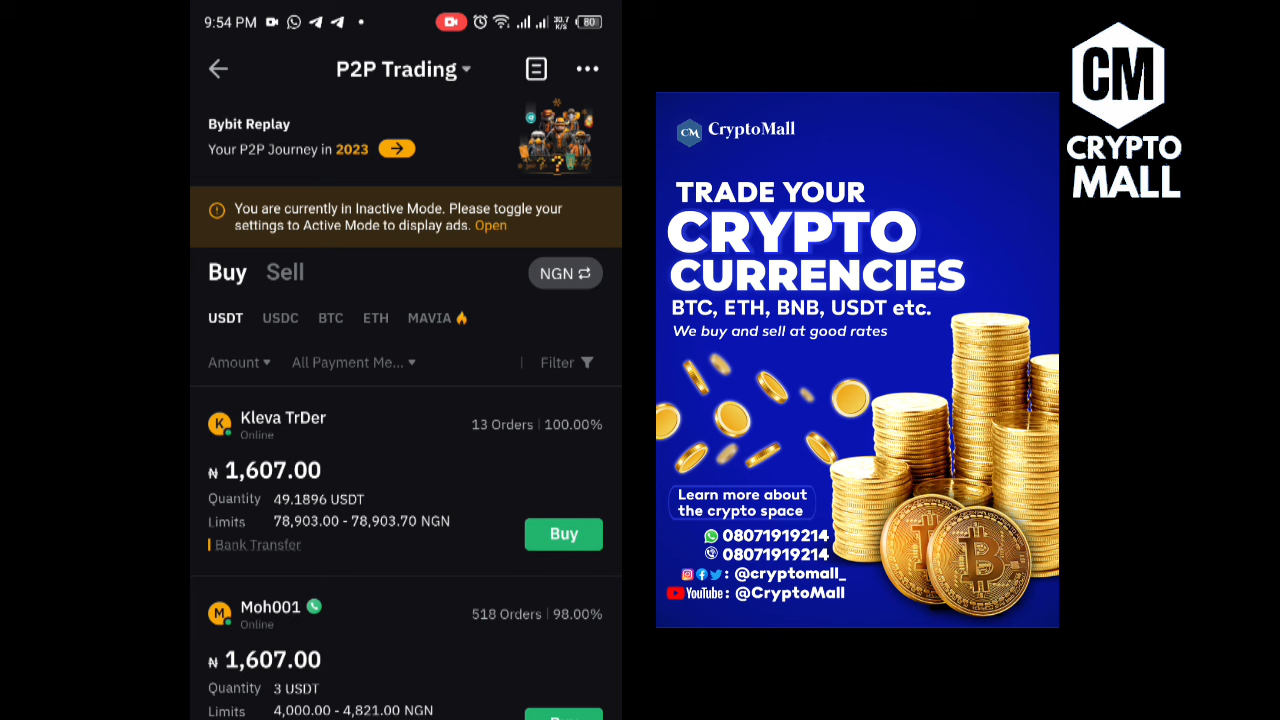 9:54 PM
30.7
K/S
80
P2P Trading
Bybit Replay
Your P2P Journey in 2023
You are currently in Inactive Mode. Please toggle your
settings to Active Mode to display ads. Open
Buy Sell
NGN
USDT USDC BTC ETH MAVIA
Amount All Payment Me... | Filter
K Kleva TrDer
Online
13 Orders | 100.00%
₦ 1,607.00
Quantity 49.1896 USDT
Limits 78,903.00 - 78,903.70 NGN
Buy
Bank Transfer
M Moh001
Online
518 Orders | 98.00%
₦ 1,607.00
Quantity 3 USDT
Limits 4,000.00 - 4,821.00 NGN
Buy
CM CryptoMall
TRADE YOUR
CRYPTO
CURRENCIES
BTC, ETH, BNB, USDT etc.
We buy and sell at good rates
Learn more about
the crypto space
08071919214
08071919214
: @cryptomall_
YouTube : @CryptoMall
CM
CRYPTO
MALL